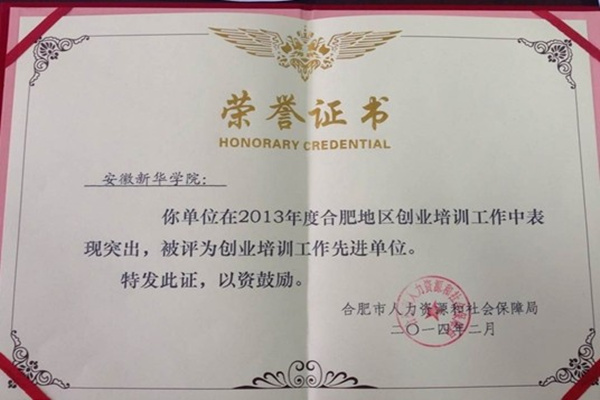 荣誉证书
HONORARY CREDENTIAL
安徽新华学院:
你单位在2013年度合肥地区创业培训工作中表
现突出，被评为创业培训工作先进单位。
特发此证，以资鼓励。
合肥市人力资源和社会保障局
二〇一四年二月